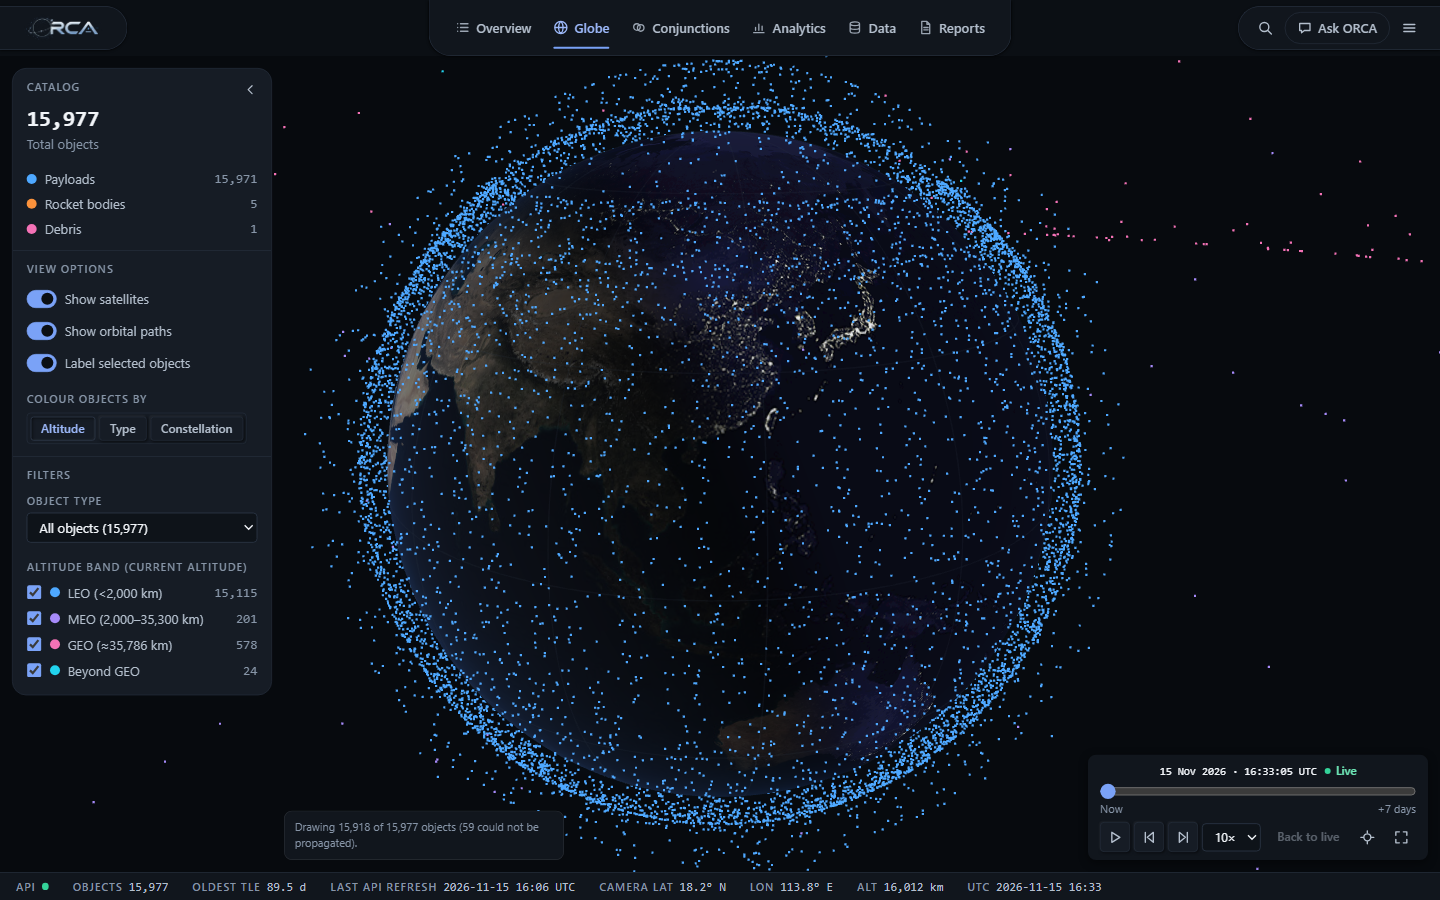 ORCA
Overview
Globe
Conjunctions
Analytics
Data
Reports
Ask ORCA
CATALOG
15,977
Total objects
Payloads 15,971
Rocket bodies 5
Debris 1
VIEW OPTIONS
Show satellites
Show orbital paths
Label selected objects
COLOUR OBJECTS BY
Altitude Type Constellation
FILTERS
OBJECT TYPE
All objects (15,977)
ALTITUDE BAND (CURRENT ALTITUDE)
LEO (<2,000 km) 15,115
MEO (2,000–35,300 km) 201
GEO (≈35,786 km) 578
Beyond GEO 24
Drawing 15,918 of 15,977 objects (59 could not be
propagated).
15 Nov 2026 · 16:33:05 UTC Live
Now +7 days
10× Back to live
API OBJECTS 15,977 OLDEST TLE 89.5 d LAST API REFRESH 2026-11-15 16:06 UTC CAMERA LAT 18.2° N LON 113.8° E ALT 16,012 km UTC 2026-11-15 16:33